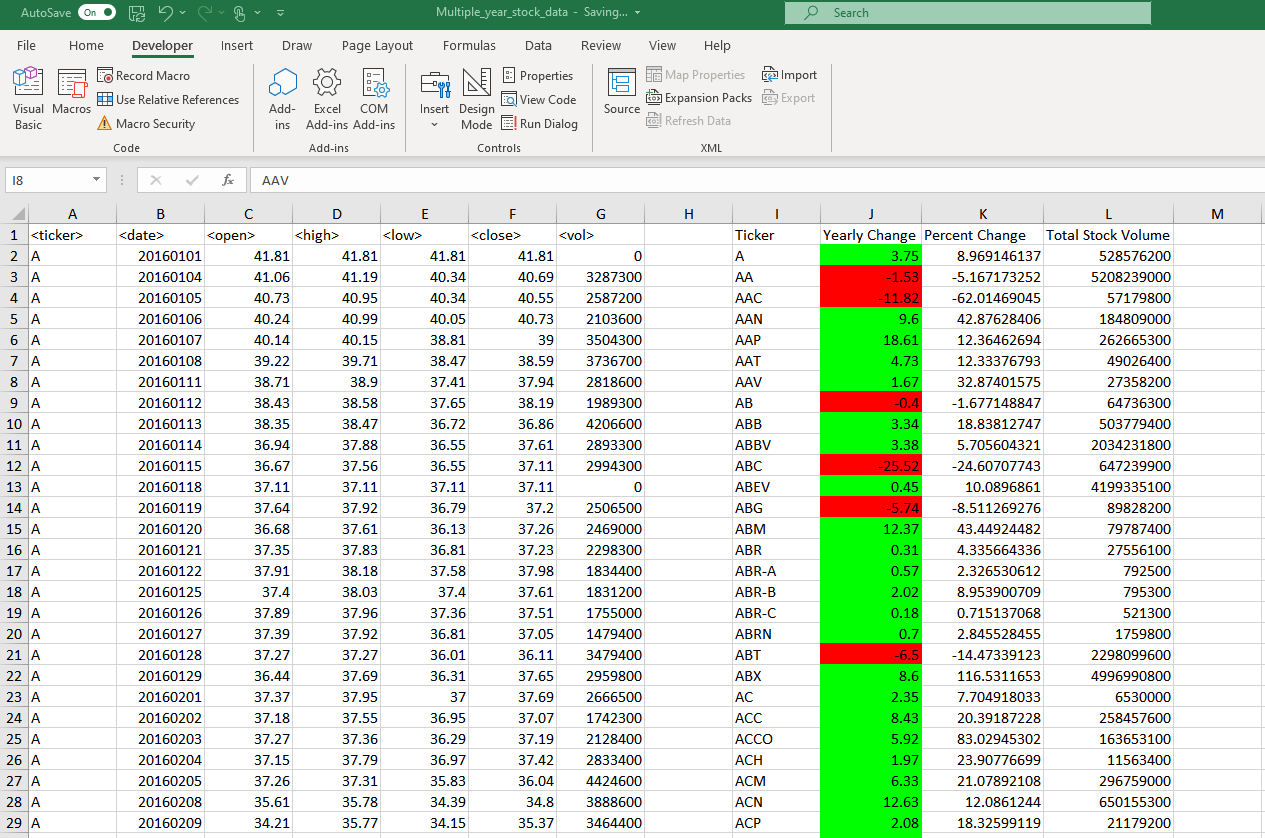 AutoSave On Multiple_year_stock_data - Saving... Search
File Home Developer Insert Draw Page Layout Formulas Data Review View Help
Visual Basic Macros Record Macro Use Relative References Macro Security
Add-ins Excel Add-ins COM Add-ins
Insert Design Mode Properties View Code Run Dialog
Source Map Properties Expansion Packs Refresh Data Import Export
Code Add-ins Controls XML
I8 fx AAV
A B C D E F G H I J K L M
1 <ticker> <date> <open> <high> <low> <close> <vol> Ticker Yearly Change Percent Change Total Stock Volume
2 A 20160101 41.81 41.81 41.81 41.81 0 A 3.75 8.969146137 528576200
3 A 20160104 41.06 41.19 40.34 40.69 3287300 AA -1.53 -5.167173252 5208239000
4 A 20160105 40.73 40.95 40.34 40.55 2587200 AAC -11.82 -62.01469045 57179800
5 A 20160106 40.24 40.99 40.05 40.73 2103600 AAN 9.6 42.87628406 184809000
6 A 20160107 40.14 40.15 38.81 39 3504300 AAP 18.61 12.36462694 262665300
7 A 20160108 39.22 39.71 38.47 38.59 3736700 AAT 4.73 12.33376793 49026400
8 A 20160111 38.71 38.9 37.41 37.94 2818600 AAV 1.67 32.87401575 27358200
9 A 20160112 38.43 38.58 37.65 38.19 1989300 AB -0.4 -1.677148847 64736300
10 A 20160113 38.35 38.47 36.72 36.86 4206600 ABB 3.34 18.83812747 503779400
11 A 20160114 36.94 37.88 36.55 37.61 2893300 ABBV 3.38 5.705604321 2034231800
12 A 20160115 36.67 37.56 36.55 37.11 2994300 ABC -25.52 -24.60707743 647239900
13 A 20160118 37.11 37.11 37.11 37.11 0 ABEV 0.45 10.0896861 4199335100
14 A 20160119 37.64 37.92 36.79 37.2 2506500 ABG -5.74 -8.511269276 89828200
15 A 20160120 36.68 37.61 36.13 37.26 2469000 ABM 12.37 43.44924482 79787400
16 A 20160121 37.35 37.83 36.81 37.23 2298300 ABR 0.31 4.335664336 27556100
17 A 20160122 37.91 38.18 37.58 37.98 1834400 ABR-A 0.57 2.326530612 792500
18 A 20160125 37.4 38.03 37.4 37.61 1831200 ABR-B 2.02 8.953900709 795300
19 A 20160126 37.89 37.96 37.36 37.51 1755000 ABR-C 0.18 0.715137068 521300
20 A 20160127 37.39 37.92 36.81 37.05 1479400 ABRN 0.7 2.845528455 1759800
21 A 20160128 37.27 37.27 36.01 36.11 3479400 ABT -6.5 -14.47339123 2298099600
22 A 20160129 36.44 37.69 36.31 37.65 2959800 ABX 8.6 116.5311653 4996990800
23 A 20160201 37.37 37.95 37 37.69 2666500 AC 2.35 7.704918033 6530000
24 A 20160202 37.18 37.55 36.95 37.07 1742300 ACC 8.43 20.39187228 258457600
25 A 20160203 37.27 37.36 36.29 37.19 2128400 ACCO 5.92 83.02945302 163653100
26 A 20160204 37.15 37.79 36.97 37.42 2833400 ACH 1.97 23.90776699 11563400
27 A 20160205 37.26 37.31 35.83 36.04 4424600 ACM 6.33 21.07892108 296759000
28 A 20160208 35.61 35.78 34.39 34.8 3888600 ACN 12.63 12.0861244 650155300
29 A 20160209 34.21 35.77 34.15 35.37 3464400 ACP 2.08 18.32599119 21179200